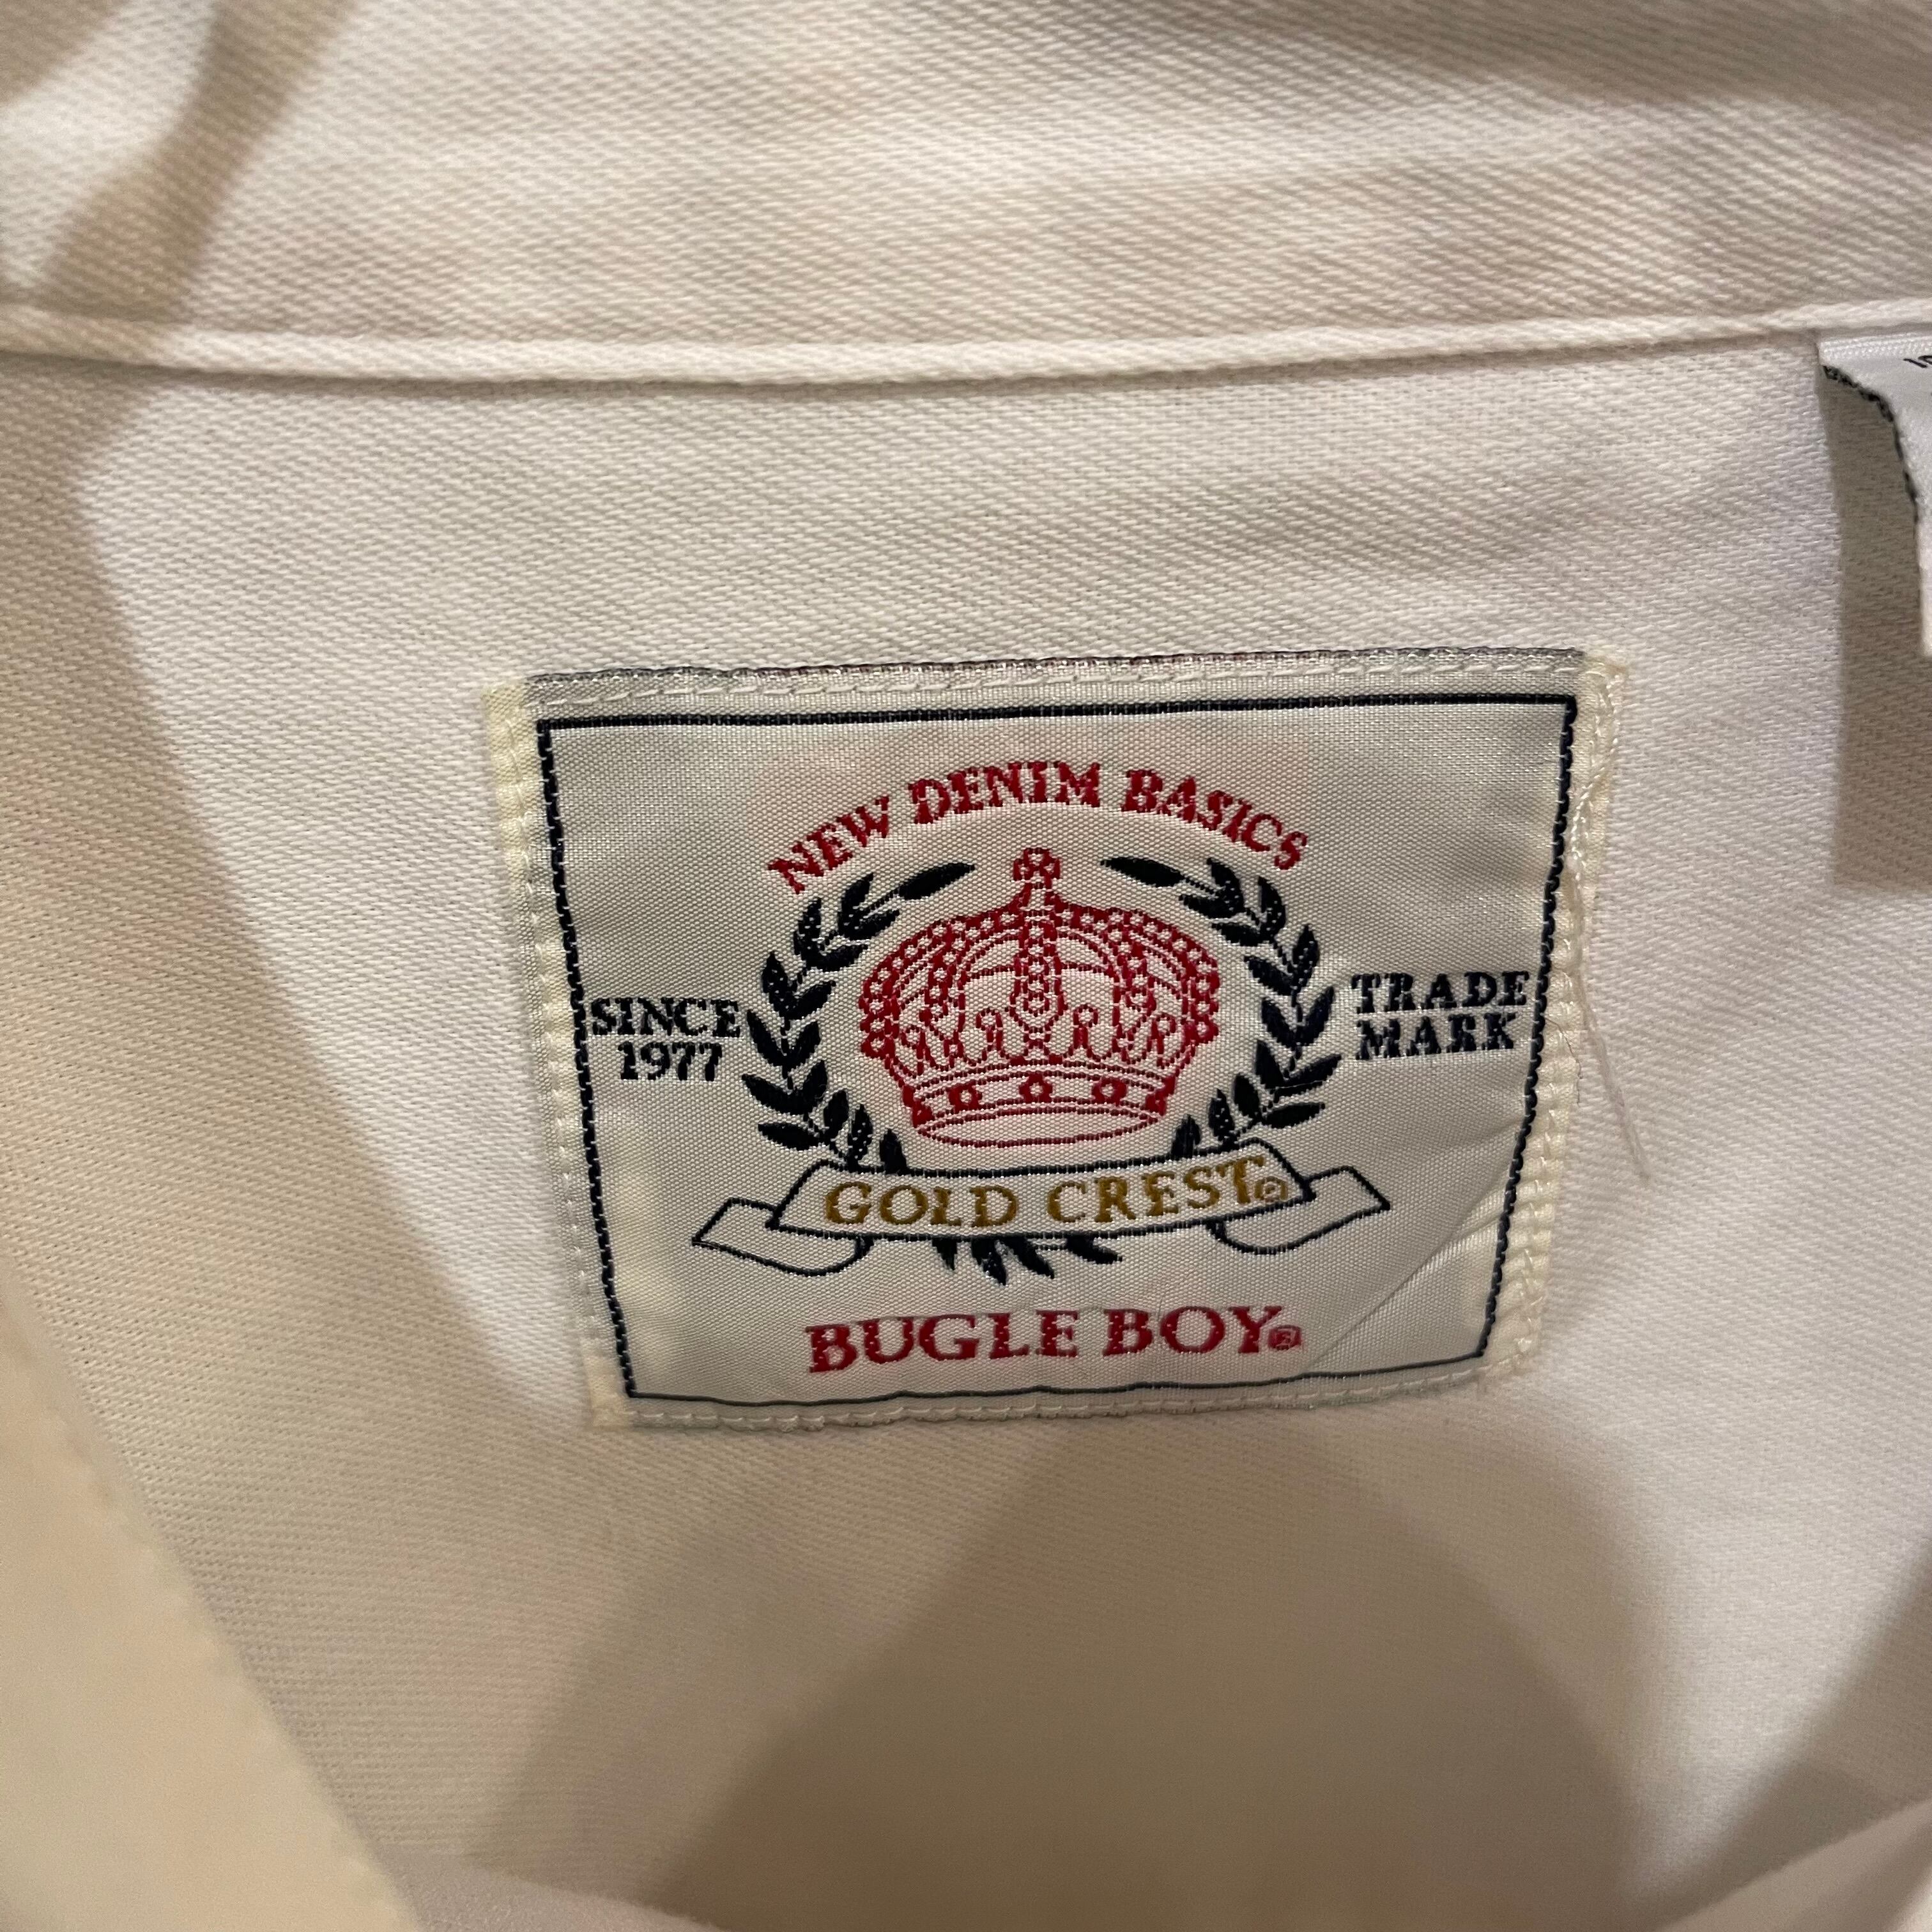 NEW DENIM BASICS
SINCE
1977
TRADE
MARK
GOLD CREST©
BUGLE BOY®